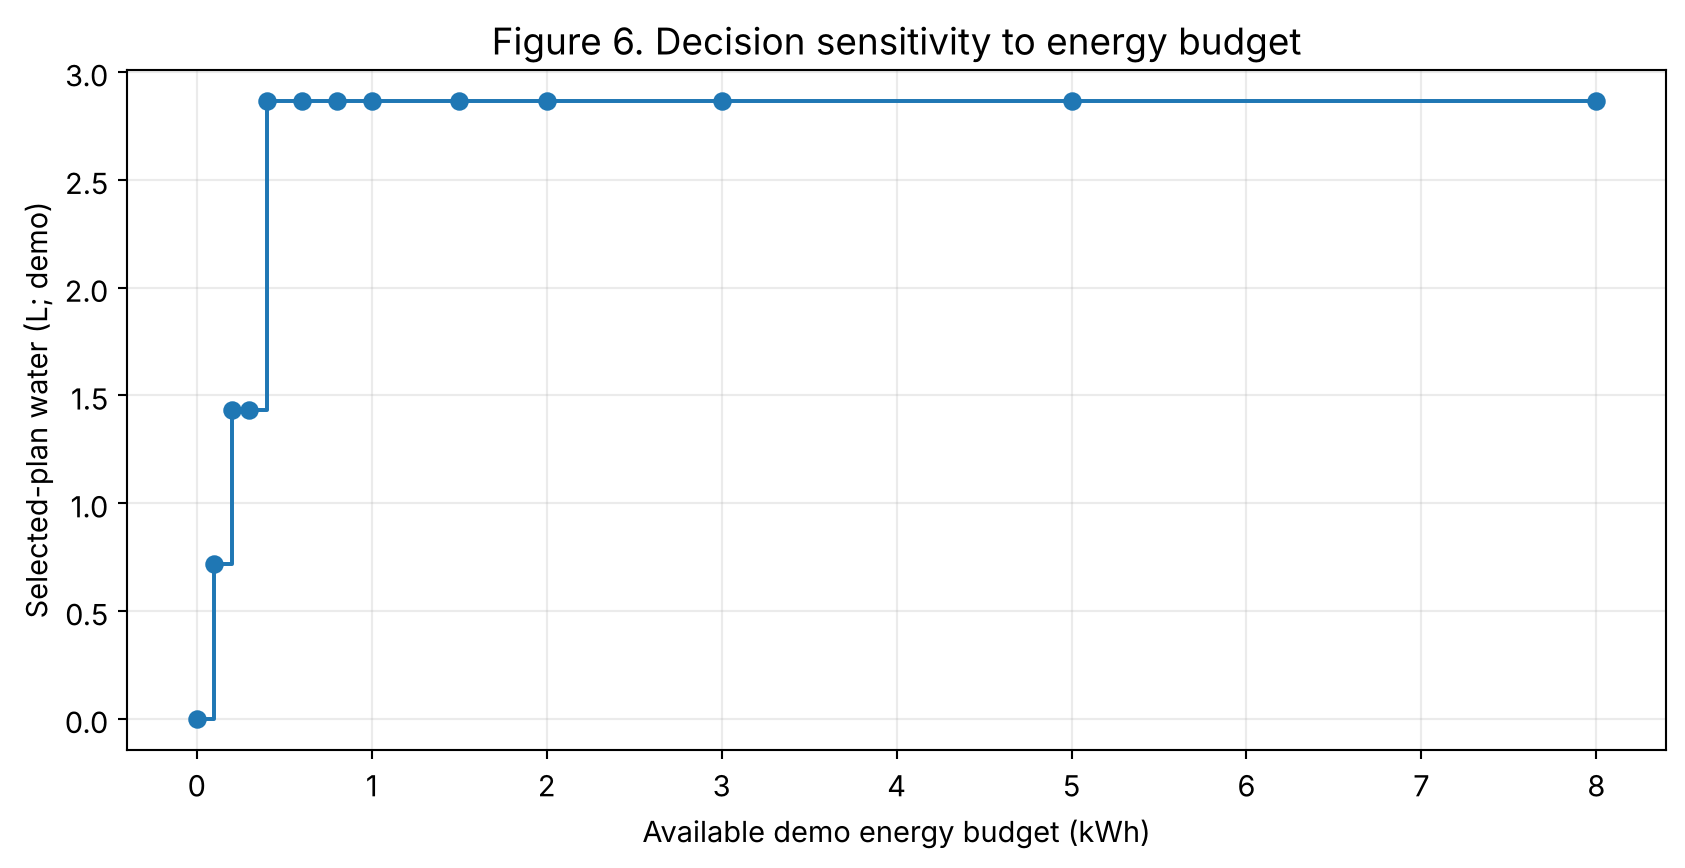 Figure 6. Decision sensitivity to energy budget
3.0
2.5
2.0
1.5
1.0
0.5
0.0
Selected-plan water (L; demo)
0 1 2 3 4 5 6 7 8
Available demo energy budget (kWh)